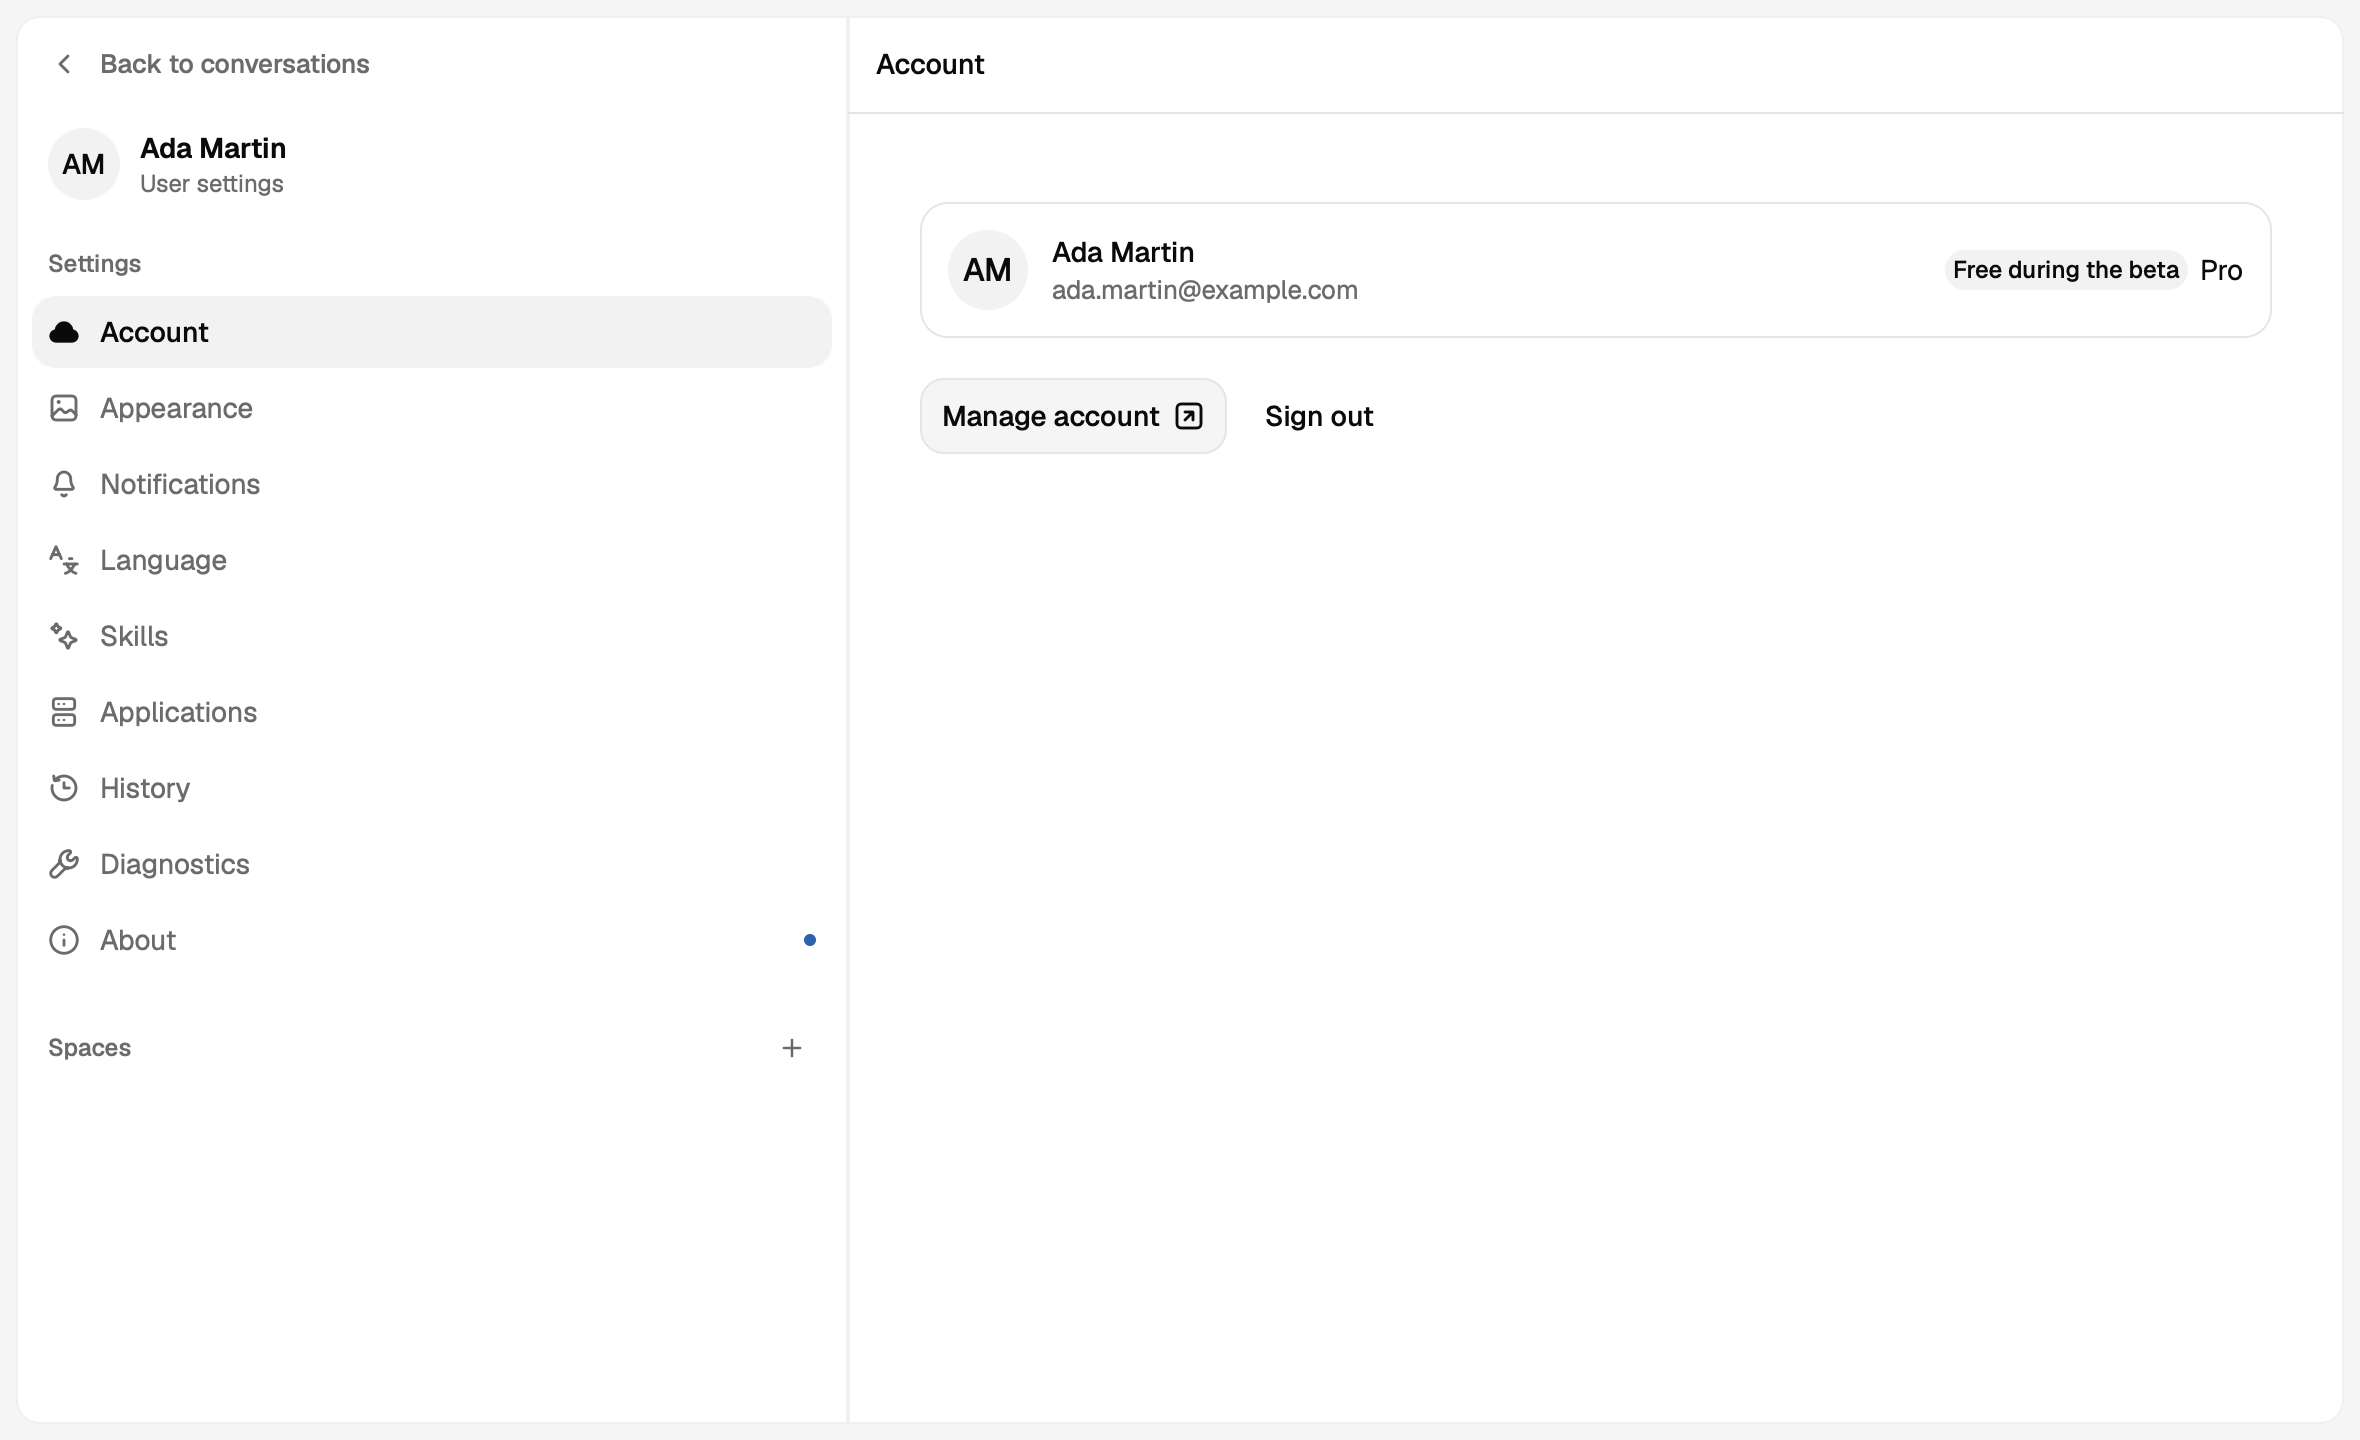 Back to conversations
AM
Ada Martin
User settings
Settings
Account
Appearance
Notifications
Language
Skills
Applications
History
Diagnostics
About
Spaces
Account
AM
Ada Martin
ada.martin@example.com
Free during the beta Pro
Manage account Sign out